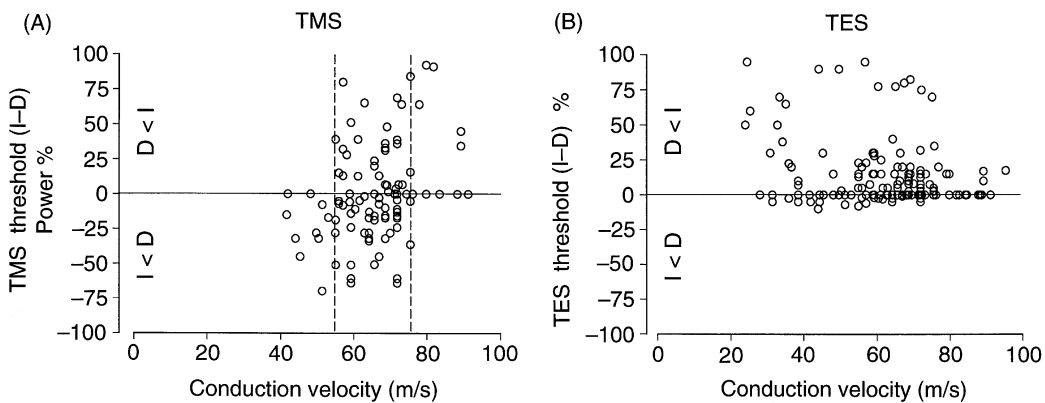 (A)
TMS
TMS threshold (I–D)
Power %
D < I
I < D
100
75
50
25
0
−25
−50
−75
−100
0 20 40 60 80 100
Conduction velocity (m/s)
(B)
TES
TES threshold (I–D) %
D < I
I < D
100
75
50
25
0
−25
−50
−75
−100
0 20 40 60 80 100
Conduction velocity (m/s)